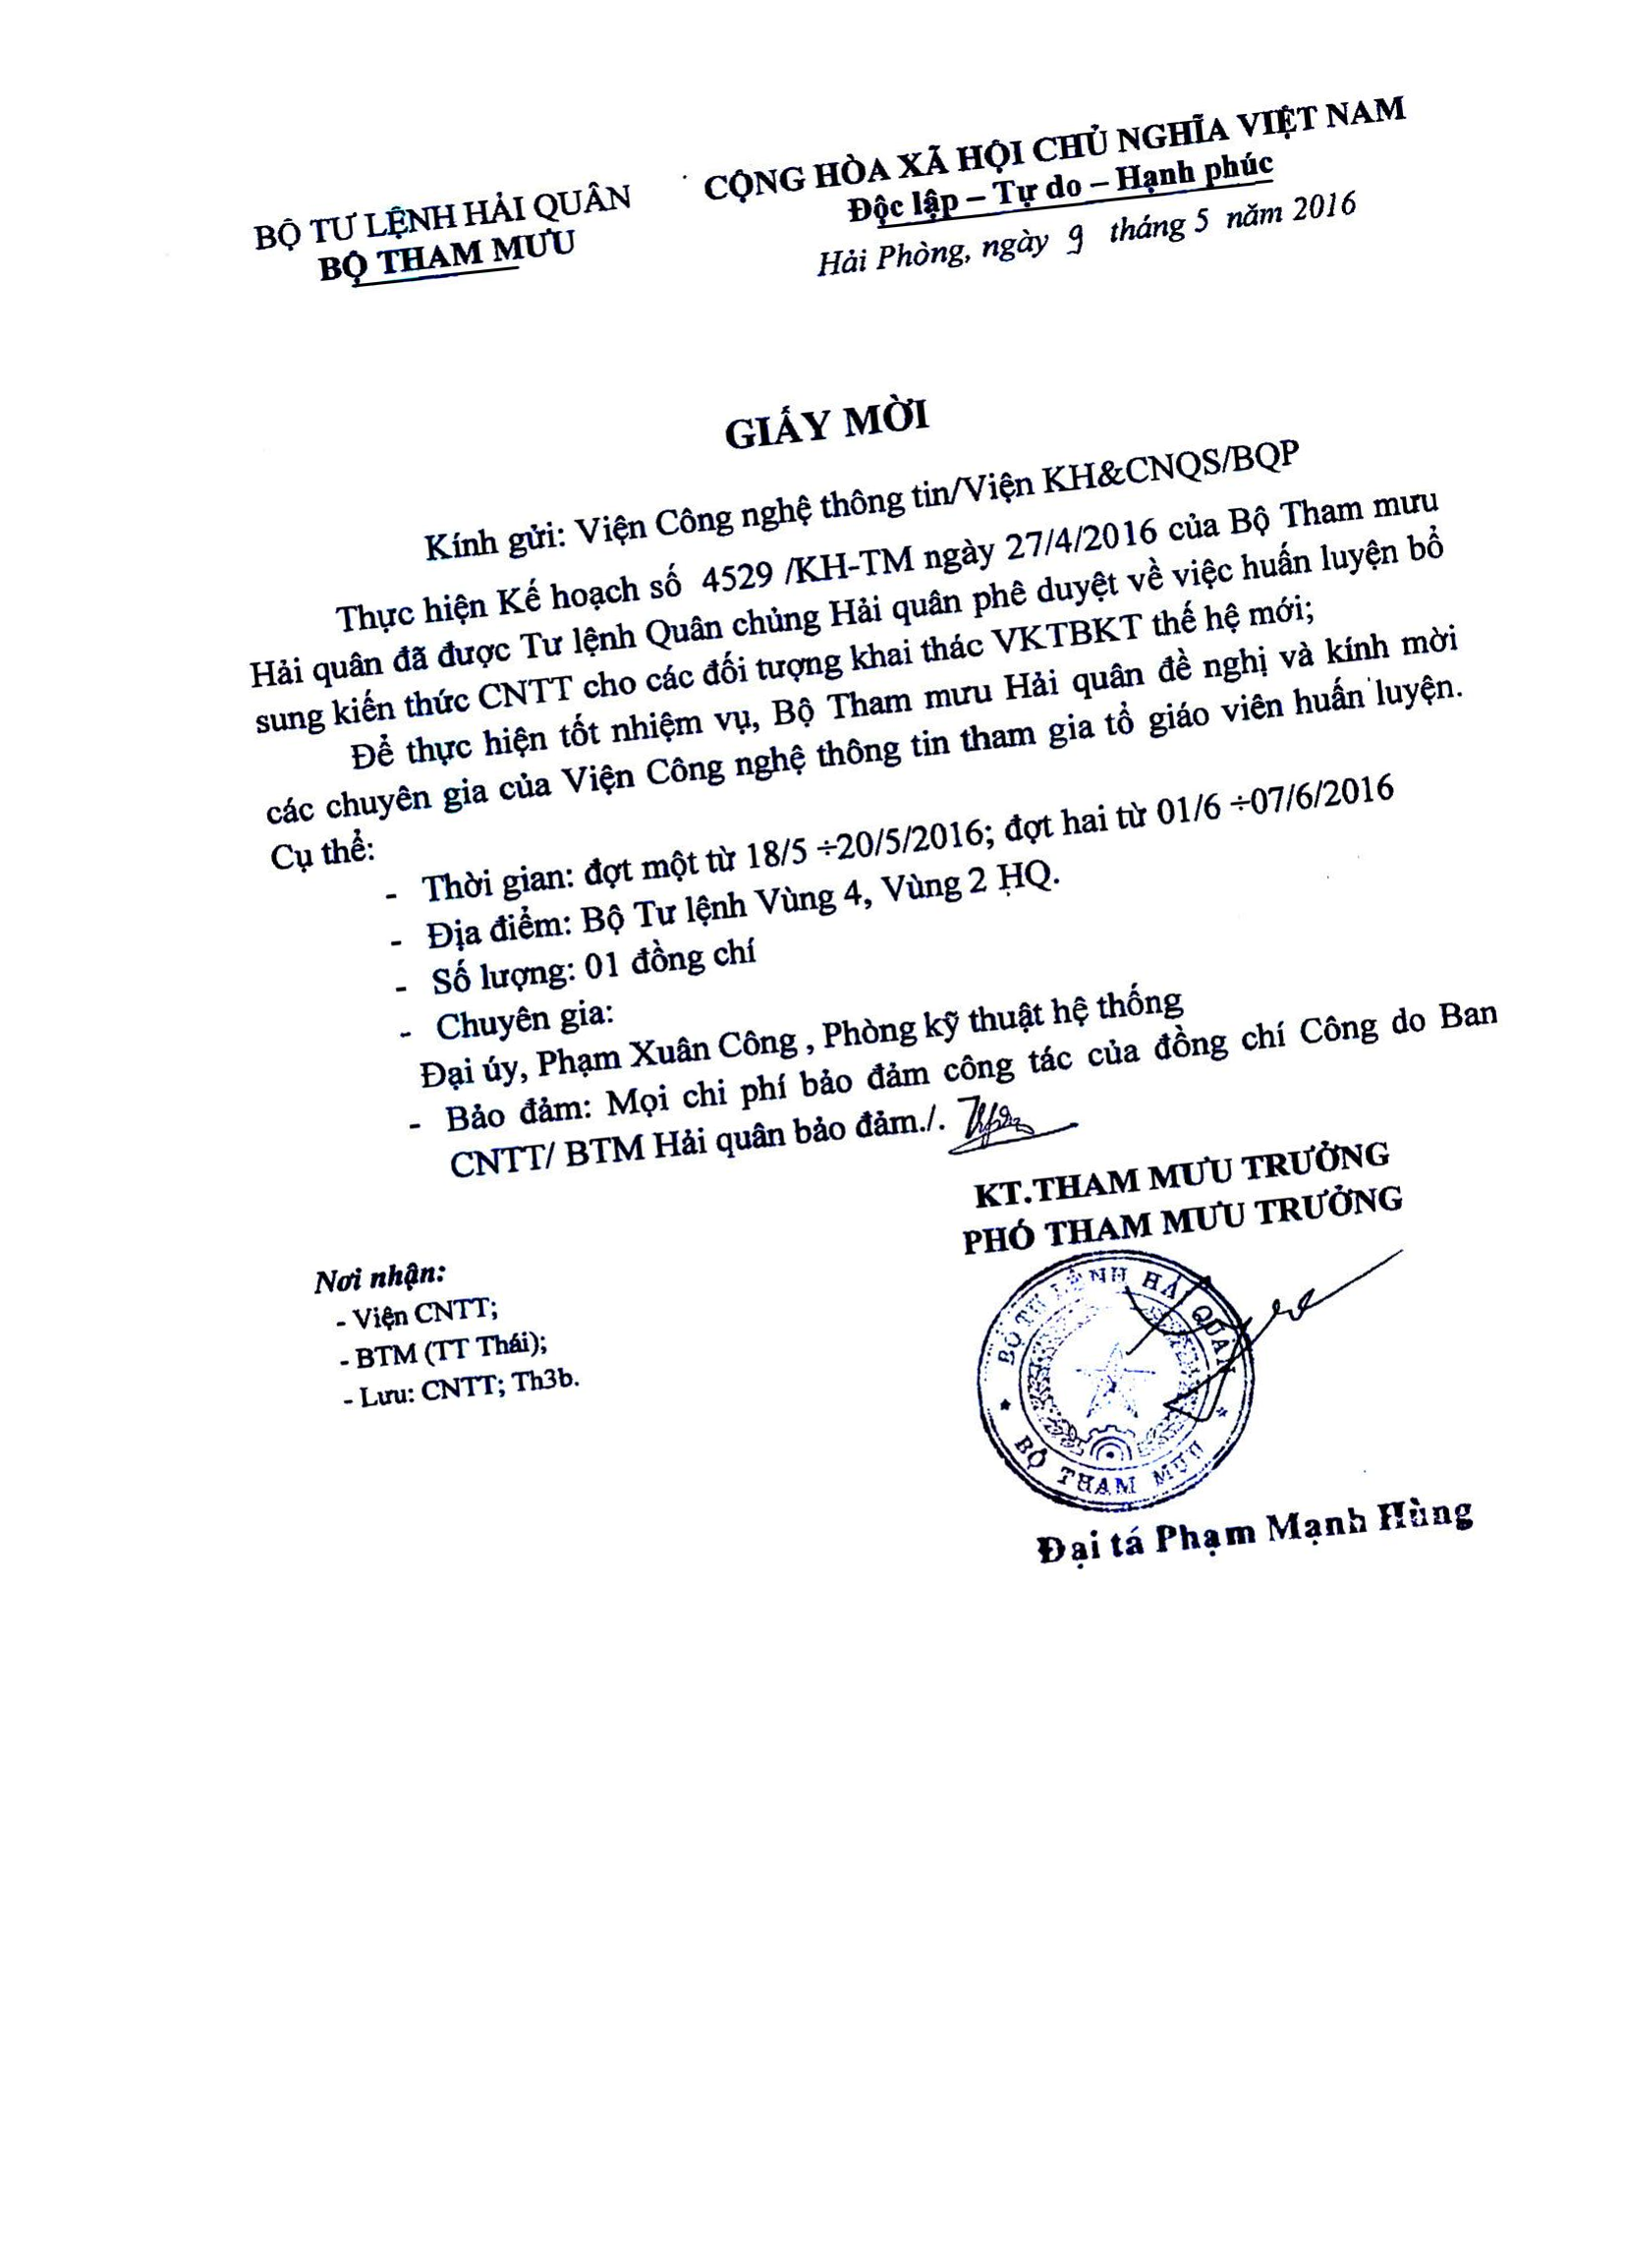 BỘ TƯ LỆNH HẢI QUÂN
BỘ THAM MƯU
CỘNG HÒA XÃ HỘI CHỦ NGHĨA VIỆT NAM
Độc lập – Tự do – Hạnh phúc
Hải Phòng, ngày 9 tháng 5 năm 2016
GIẤY MỜI
Kính gửi: Viện Công nghệ thông tin/Viện KH&CNQS/BQP
Thực hiện Kế hoạch số 4529 /KH-TM ngày 27/4/2016 của Bộ Tham mưu
Hải quân đã được Tư lệnh Quân chủng Hải quân phê duyệt về việc huấn luyện bổ
sung kiến thức CNTT cho các đối tượng khai thác VKTBKT thế hệ mới;
Để thực hiện tốt nhiệm vụ, Bộ Tham mưu Hải quân đề nghị và kính mời
các chuyên gia của Viện Công nghệ thông tin tham gia tổ giáo viên huấn luyện.
Cụ thể:
- Thời gian: đợt một từ 18/5 ÷20/5/2016; đợt hai từ 01/6 ÷07/6/2016
- Địa điểm: Bộ Tư lệnh Vùng 4, Vùng 2 HQ.
- Số lượng: 01 đồng chí
- Chuyên gia:
Đại úy, Phạm Xuân Công , Phòng kỹ thuật hệ thống
- Bảo đảm: Mọi chi phí bảo đảm công tác của đồng chí Công do Ban
CNTT/ BTM Hải quân bảo đảm./.
KT.THAM MƯU TRƯỞNG
PHÓ THAM MƯU TRƯỞNG
Nơi nhận:
- Viện CNTT;
- BTM (TT Thái);
- Lưu: CNTT; Th3b.
BỘ TƯ LỆNH HẢI QUÂN
BỘ THAM MƯU
Đại tá Phạm Mạnh Hùng